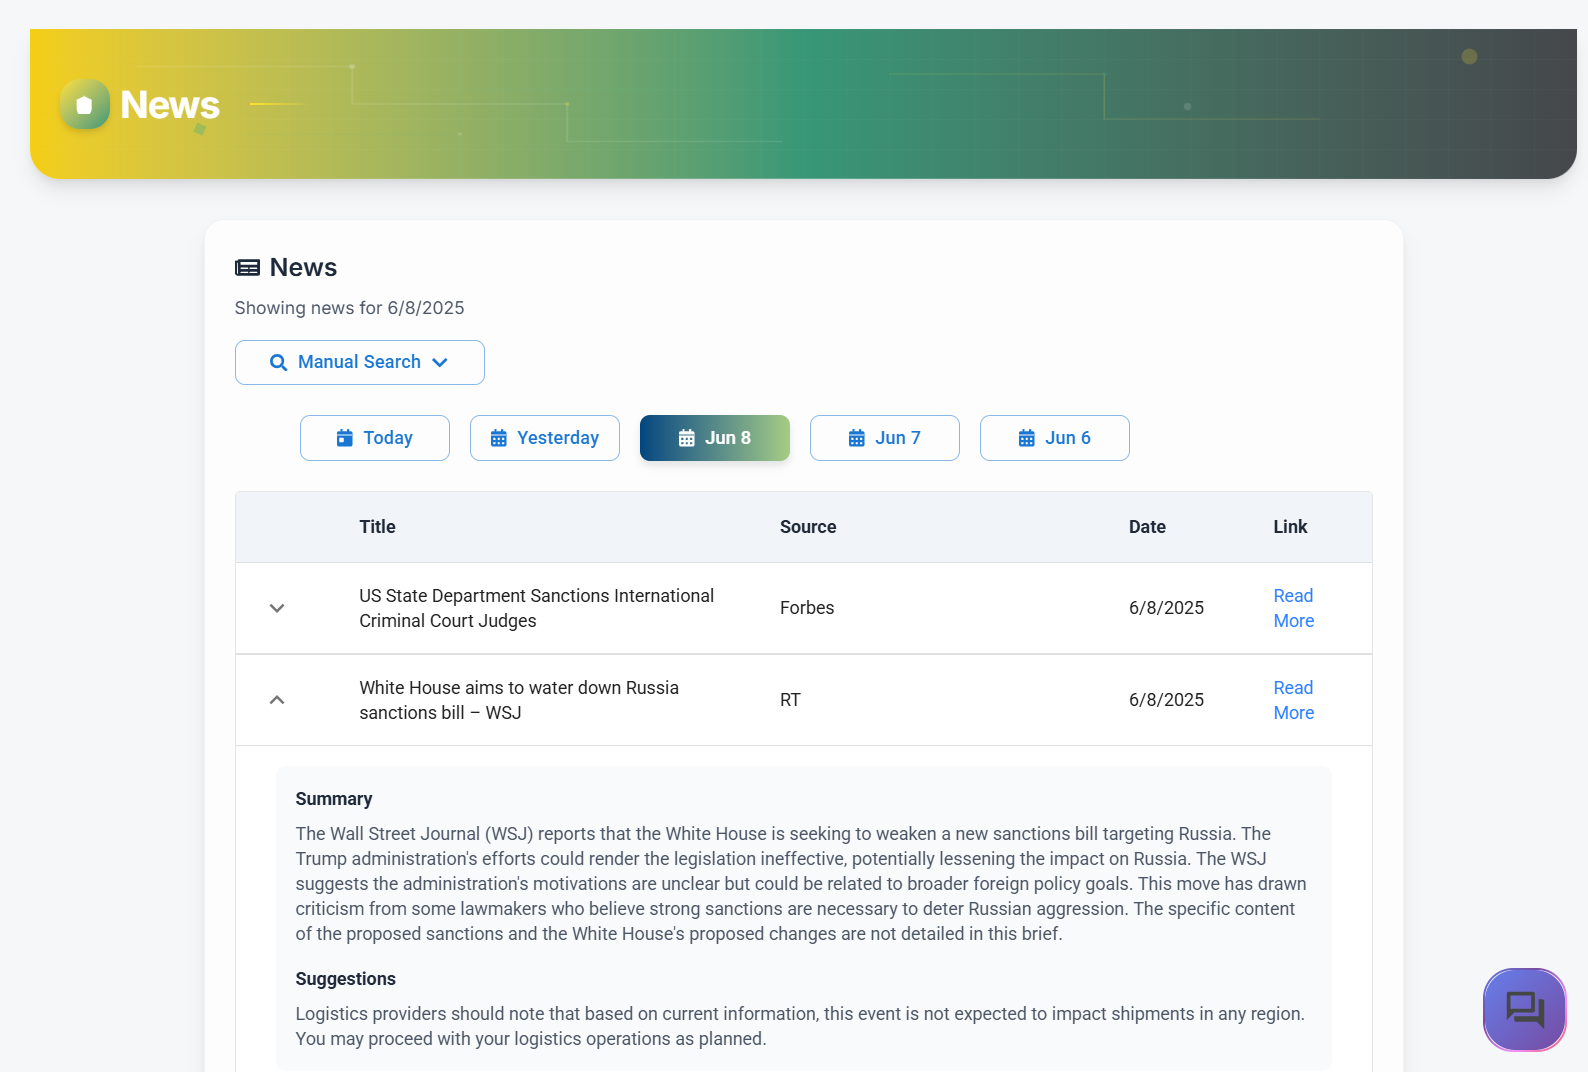 News
News
Showing news for 6/8/2025
Manual Search
Today
Yesterday
Jun 8
Jun 7
Jun 6
Title Source Date Link
US State Department Sanctions International
Criminal Court Judges
Forbes
6/8/2025
Read
More
White House aims to water down Russia
sanctions bill – WSJ
RT
6/8/2025
Read
More
Summary
The Wall Street Journal (WSJ) reports that the White House is seeking to weaken a new sanctions bill targeting Russia. The
Trump administration's efforts could render the legislation ineffective, potentially lessening the impact on Russia. The WSJ
suggests the administration's motivations are unclear but could be related to broader foreign policy goals. This move has drawn
criticism from some lawmakers who believe strong sanctions are necessary to deter Russian aggression. The specific content
of the proposed sanctions and the White House's proposed changes are not detailed in this brief.
Suggestions
Logistics providers should note that based on current information, this event is not expected to impact shipments in any region.
You may proceed with your logistics operations as planned.